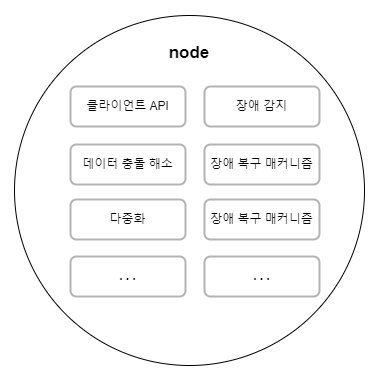 node
클라이언트 API
장애 감지
데이터 충돌 해소
장애 복구 매커니즘
다중화
장애 복구 매커니즘
...
...